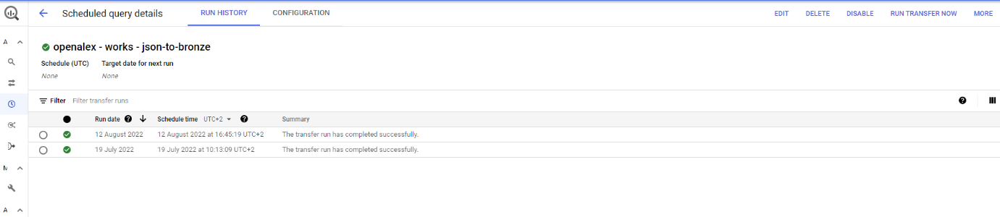 Scheduled query details RUN HISTORY CONFIGURATION EDIT DELETE DISABLE RUN TRANSFER NOW MORE
A
openalex - works - json-to-bronze
Schedule (UTC) Target date for next run
None None
Filter Filter transfer runs
Run date Schedule time UTC+2 Summary
12 August 2022 12 August 2022 at 16:45:19 UTC+2 The transfer run has completed successfully.
19 July 2022 19 July 2022 at 10:13:09 UTC+2 The transfer run has completed successfully.
M
A